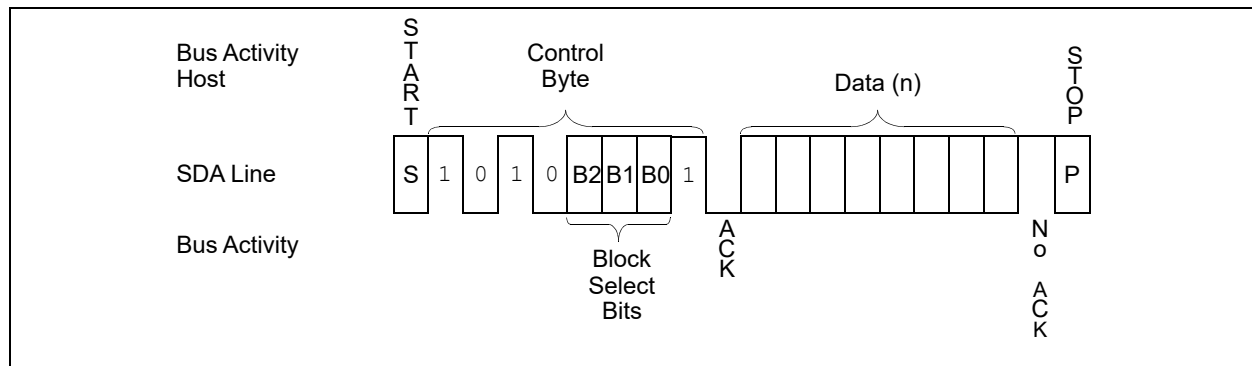 Bus Activity
Host
START
Control
Byte
Data (n)
STOP
SDA Line
S 1 0 1 0 B2 B1 B0 1 P
Bus Activity
Block
Select
Bits
ACK
No ACK